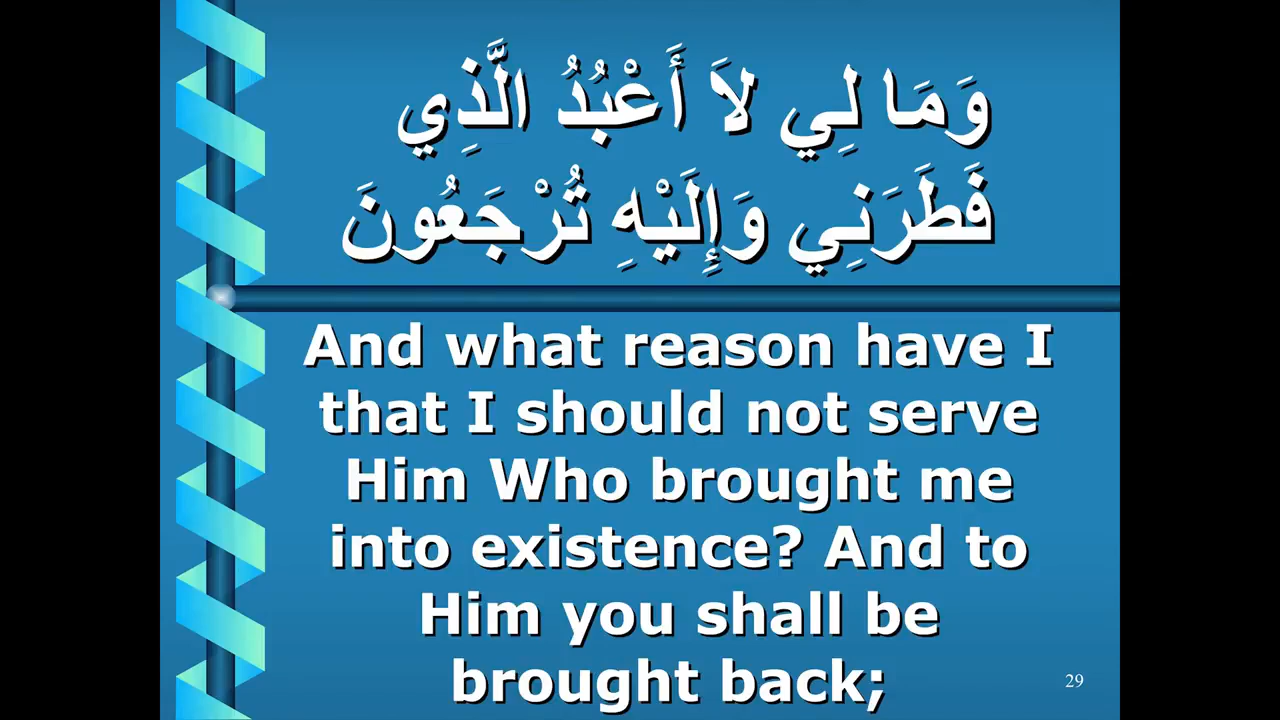 وَمَا لِي لاَ أَعْبُدُ الَّذِي
فَطَرَنِي وَإِلَيْهِ تُرْجَعُونَ
And what reason have I
that I should not serve
Him Who brought me
into existence? And to
Him you shall be
brought back;
29